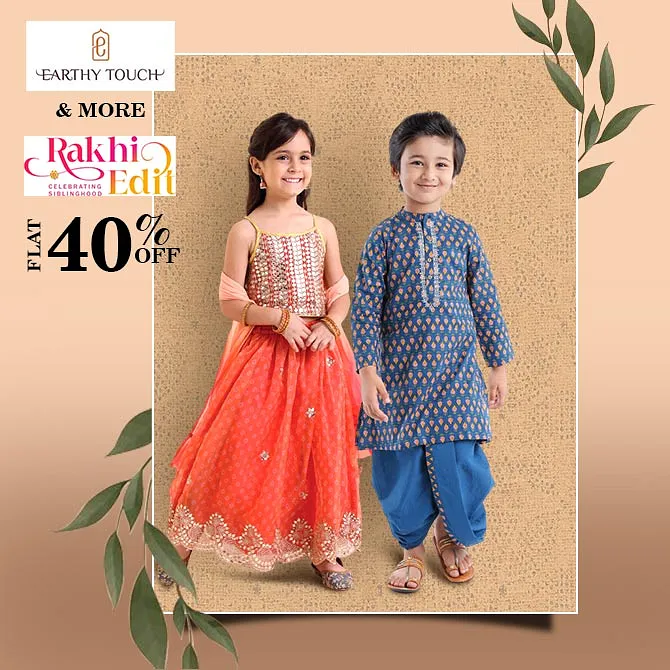 EARTHY TOUCH
& MORE
Rakhi
CELEBRATING
SIBLINGHOOD
Edit
FLAT
40%
OFF